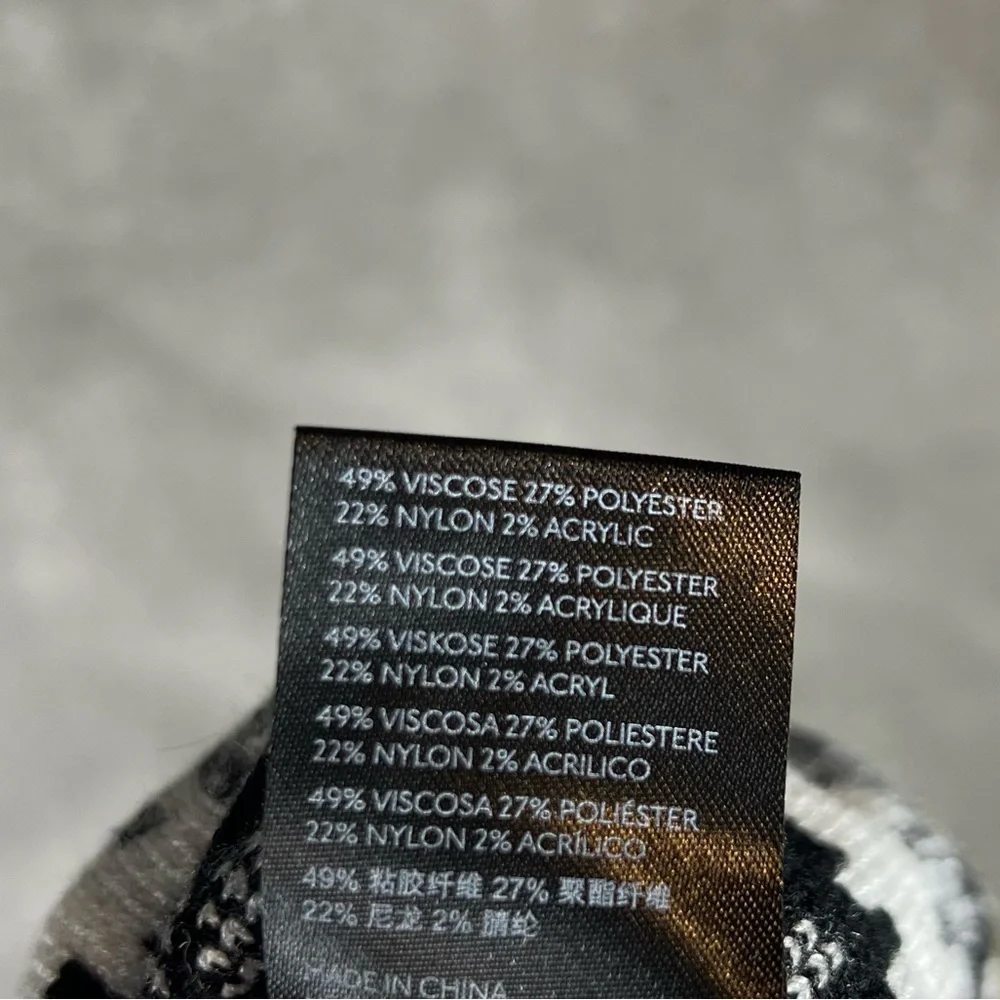 49% VISCOSE 27% POLYESTER
22% NYLON 2% ACRYLIC
49% VISCOSE 27% POLYESTER
22% NYLON 2% ACRYLIQUE
49% VISKOSE 27% POLYESTER
22% NYLON 2% ACRYL
49% VISCOSA 27% POLIESTERE
22% NYLON 2% ACRILICO
49% VISCOSA 27% POLIÉSTER
22% NYLON 2% ACRÍLICO
49% 粘胶纤维 27% 聚酯纤维
22% 尼龙 2% 腈纶
MADE IN CHINA